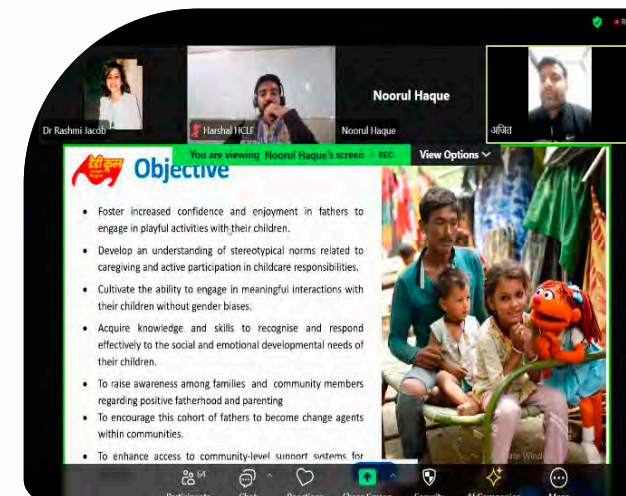 R
Noorul Haque
Dr Rashmi Jacob
Harshal HCLF
Noorul Haque
अजित
You are viewing Noorul Haque's screen
REC
View Options
डैडी कूल
Objective
• Foster increased confidence and enjoyment in fathers to
engage in playful activities with their children.
• Develop an understanding of stereotypical norms related to
caregiving and active participation in childcare responsibilities.
• Cultivate the ability to engage in meaningful interactions with
their children without gender biases.
• Acquire knowledge and skills to recognise and respond
effectively to the social and emotional developmental needs of
their children.
• To raise awareness among families and community members
regarding positive fatherhood and parenting
• To encourage this cohort of fathers to become change agents
within communities.
• To enhance access to community-level support systems for
64